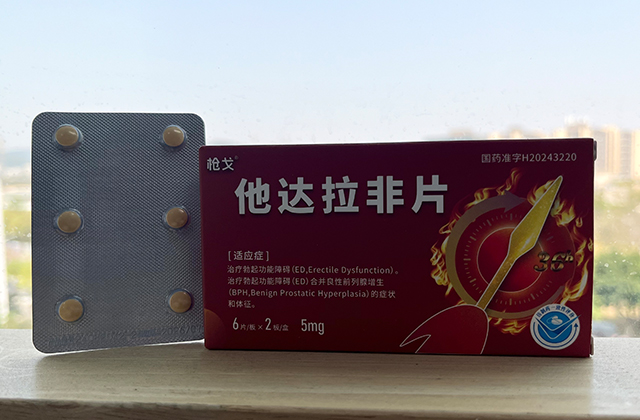 枪戈®
国药准字H20243220
他达拉非片
36h
[适应症]
治疗勃起功能障碍(ED,Erectile Dysfunction)。
治疗勃起功能障碍(ED)合并良性前列腺增生
(BPH,Benign Prostatic Hyperplasia)的症状
和体征。
6片/板×2板/盒 5mg